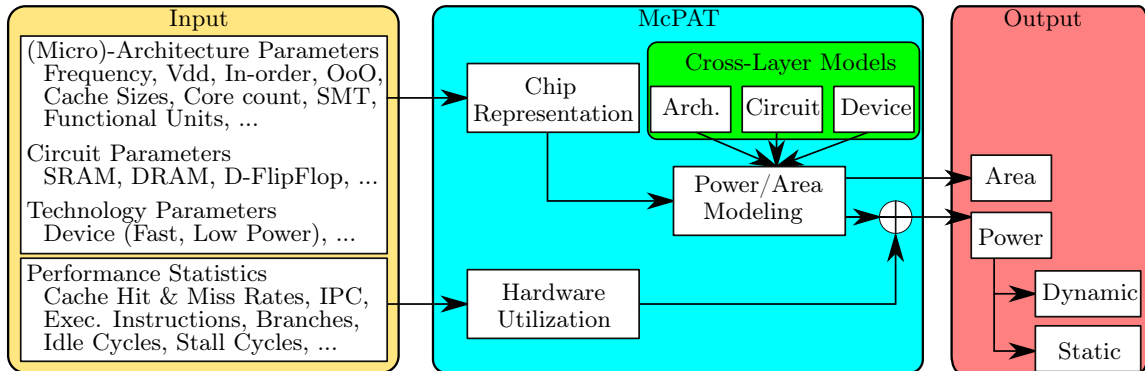 Input
(Micro)-Architecture Parameters
Frequency, Vdd, In-order, OoO,
Cache Sizes, Core count, SMT,
Functional Units, ...
Circuit Parameters
SRAM, DRAM, D-FlipFlop, ...
Technology Parameters
Device (Fast, Low Power), ...
Performance Statistics
Cache Hit & Miss Rates, IPC,
Exec. Instructions, Branches,
Idle Cycles, Stall Cycles, ...
McPAT
Chip
Representation
Cross-Layer Models
Arch.
Circuit
Device
Power/Area
Modeling
Hardware
Utilization
Output
Area
Power
Dynamic
Static